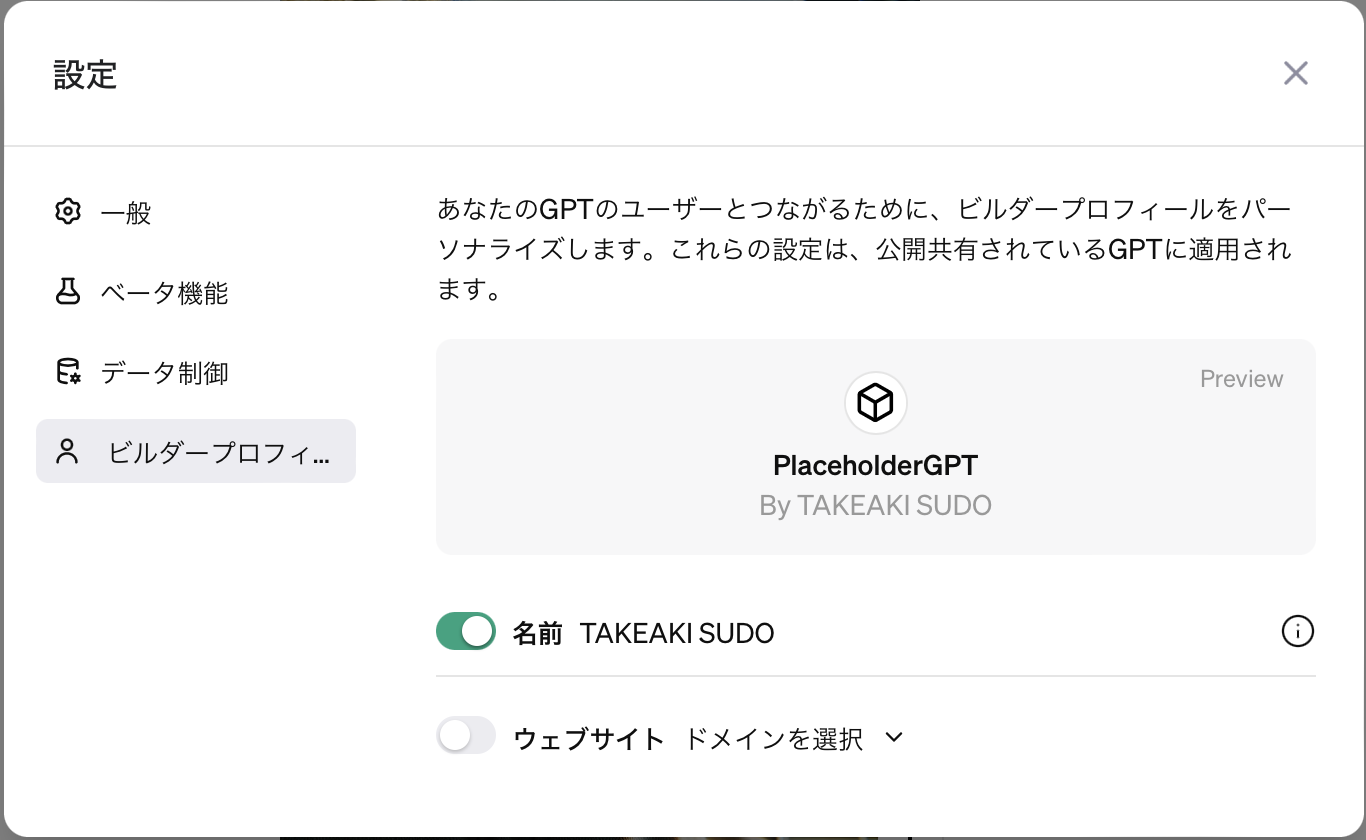 設定
一般
ベータ機能
データ制御
ビルダープロフィ...
あなたのGPTのユーザーとつながるために、ビルダープロフィールをパー
ソナライズします。これらの設定は、公開共有されているGPTに適用され
ます。
Preview
PlaceholderGPT
By TAKEAKI SUDO
名前 TAKEAKI SUDO
ウェブサイト ドメインを選択